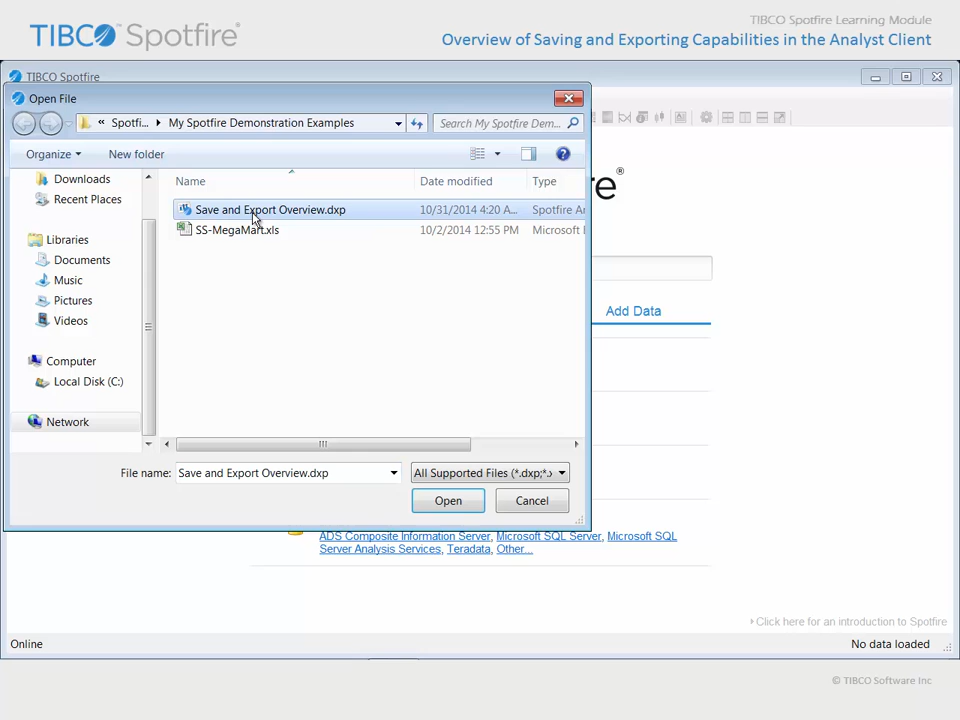 TIBCO™ Spotfire®
TIBCO Spotfire Learning Module
Overview of Saving and Exporting Capabilities in the Analyst Client
TIBCO Spotfire
Open File
« Spotfi... My Spotfire Demonstration Examples
Search My Spotfire Dem...
Organize
New folder
Downloads
Recent Places
Libraries
Documents
Music
Pictures
Videos
Computer
Local Disk (C:)
Network
Name Date modified Type
Save and Export Overview.dxp 10/31/2014 4:20 A... Spotfire Ar
SS-MegaMart.xls 10/2/2014 12:55 PM Microsoft
File name: Save and Export Overview.dxp
All Supported Files (*.dxp;*.
Open
Cancel
re®
Add Data
ADS Composite Information Server, Microsoft SQL Server, Microsoft SQL
Server Analysis Services, Teradata, Other...
Click here for an introduction to Spotfire
Online
No data loaded
© TIBCO Software Inc